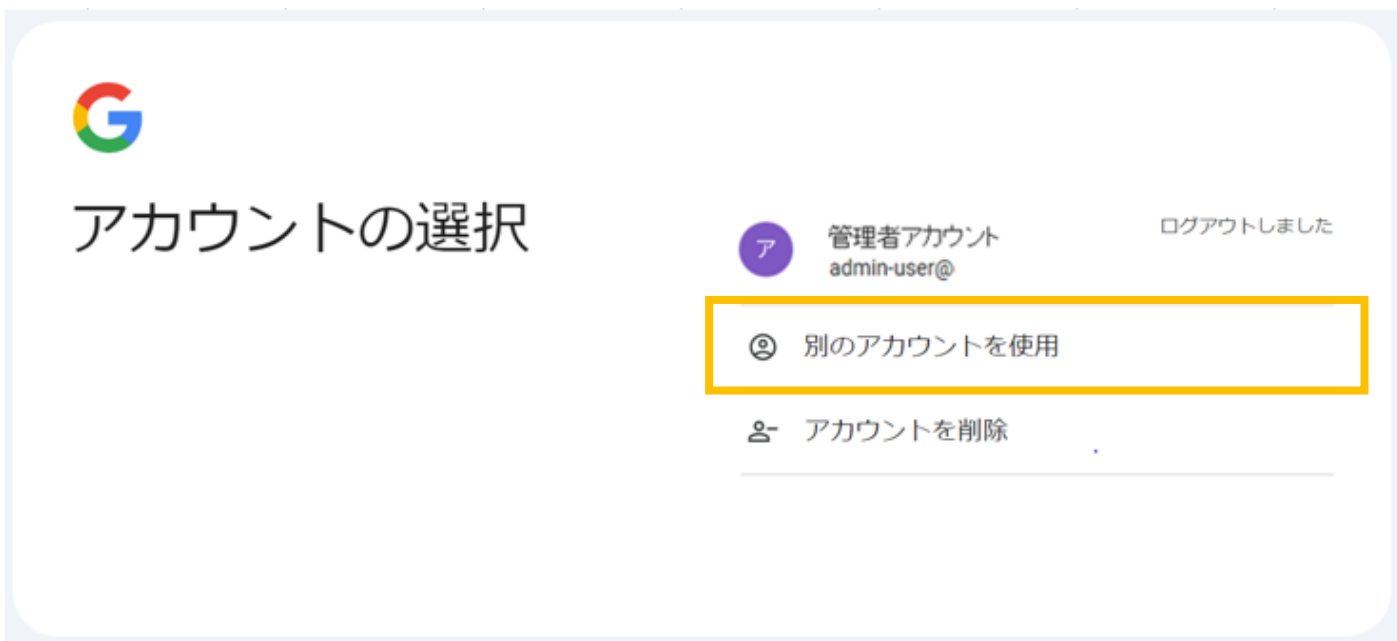 アカウントの選択
ア
管理者アカウント
ログアウトしました
admin-user@
別のアカウントを使用
アカウントを削除